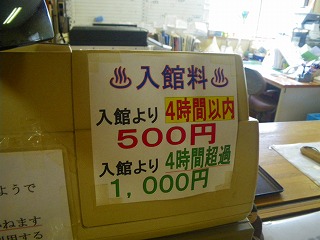 ♨入館料♨
入館より 4時間以内
500円
入館より 4時間超過
1,000円
ようで
ねます
する